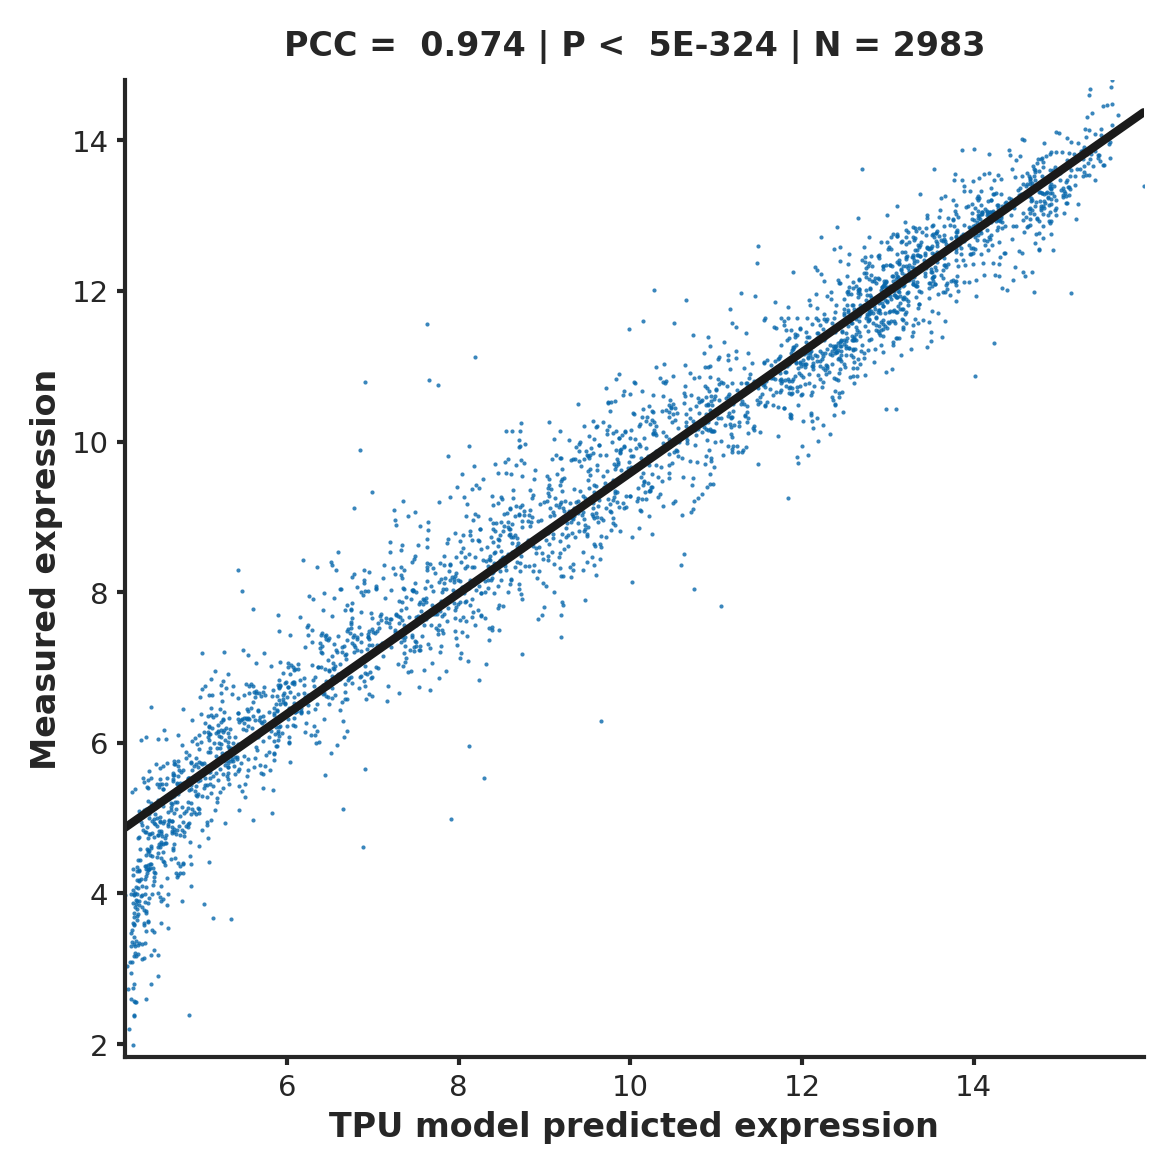 PCC =  0.974 | P <  5E-324 | N = 2983
14
12
10
8
6
4
2
Measured expression
6 8 10 12 14
TPU model predicted expression